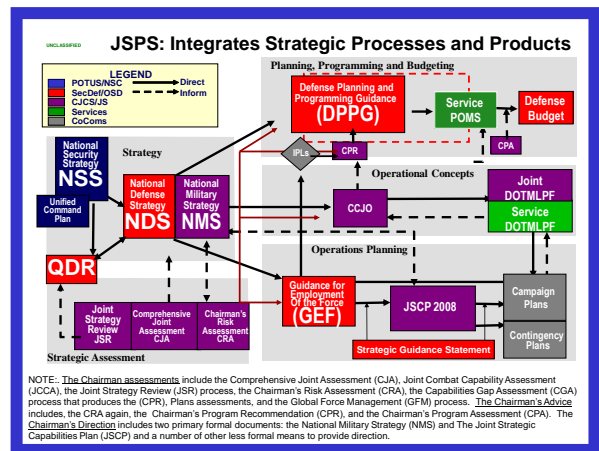 UNCLASSIFIED
JSPS: Integrates Strategic Processes and Products
LEGEND
POTUS/NSC
SecDef/OSD
CJCS/JS
Services
CoComs
Direct
Inform
Planning, Programming and Budgeting
Defense Planning and
Programming Guidance
(DPPG)
Service
POMS
Defense
Budget
IPLs
CPR
CPA
Strategy
National
Security
Strategy
NSS
Unified
Command
Plan
National
Defense
Strategy
NDS
National
Military
Strategy
NMS
QDR
Operational Concepts
CCJO
Joint
DOTMLPF
Service
DOTMLPF
Operations Planning
Guidance for
Employment
Of the Force
(GEF)
JSCP 2008
Campaign
Plans
Contingency
Plans
Strategic Guidance Statement
Joint
Strategy
Review
JSR
Comprehensive
Joint
Assessment
CJA
Chairman's
Risk
Assessment
CRA
Strategic Assessment
NOTE:. The Chairman assessments include the Comprehensive Joint Assessment (CJA), Joint Combat Capability Assessment
(JCCA), the Joint Strategy Review (JSR) process, the Chairman's Risk Assessment (CRA), the Capabilities Gap Assessment (CGA)
process that produces the (CPR), Plans assessments, and the Global Force Management (GFM) process. The Chairman's Advice
includes, the CRA again, the Chairman's Program Recommendation (CPR), and the Chairman's Program Assessment (CPA). The
Chairman's Direction includes two primary formal documents: the National Military Strategy (NMS) and The Joint Strategic
Capabilities Plan (JSCP) and a number of other less formal means to provide direction.